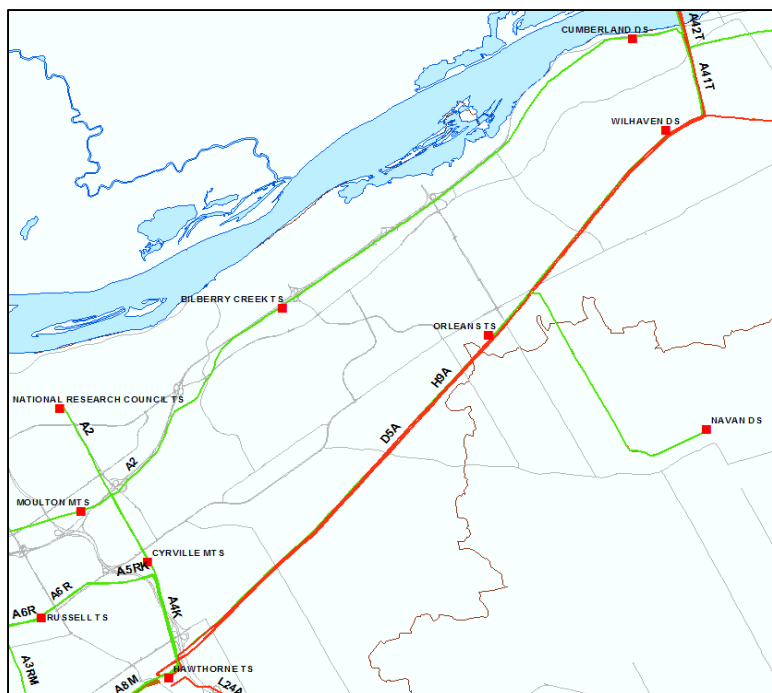 CUMBERLAND DS
A42T
A41T
WILHAVEN DS
BILBERRY CREEK TS
ORLEANS TS
H9A
D5A
NATIONAL RESEARCH COUNCIL TS
A2
NAVAN DS
A2
MOULTON MTS
CYRVILLE MTS
A5RK
A6R
A4K
A6R
RUSSELL TS
A3RM
HAWTHORNE TS
A8M
L24A